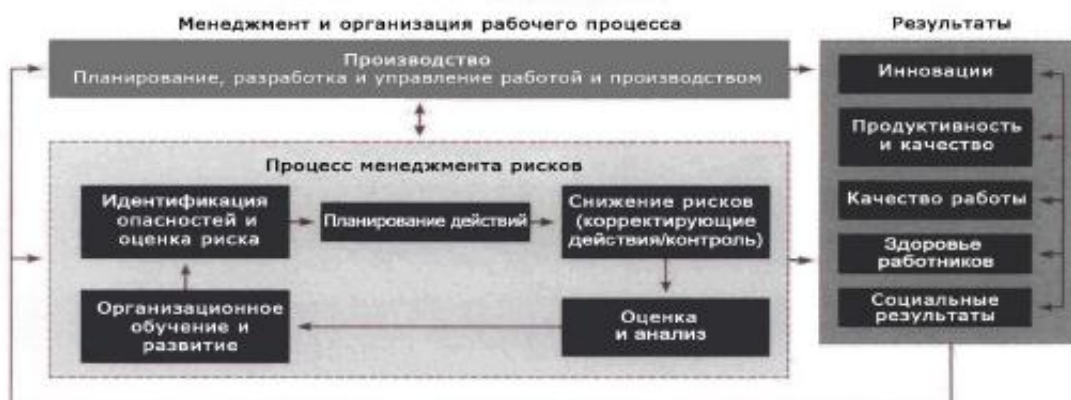 Менеджмент и организация рабочего процесса
Результаты
Производство
Планирование, разработка и управление работой и производством
Инновации
Продуктивность
и качество
Качество работы
Здоровье
работников
Социальные
результаты
Процесс менеджмента рисков
Идентификация
опасностей и
оценка риска
Планирование действий
Снижение рисков
(корректирующие
действия/контроль)
Организационное
обучение и
развитие
Оценка
и анализ